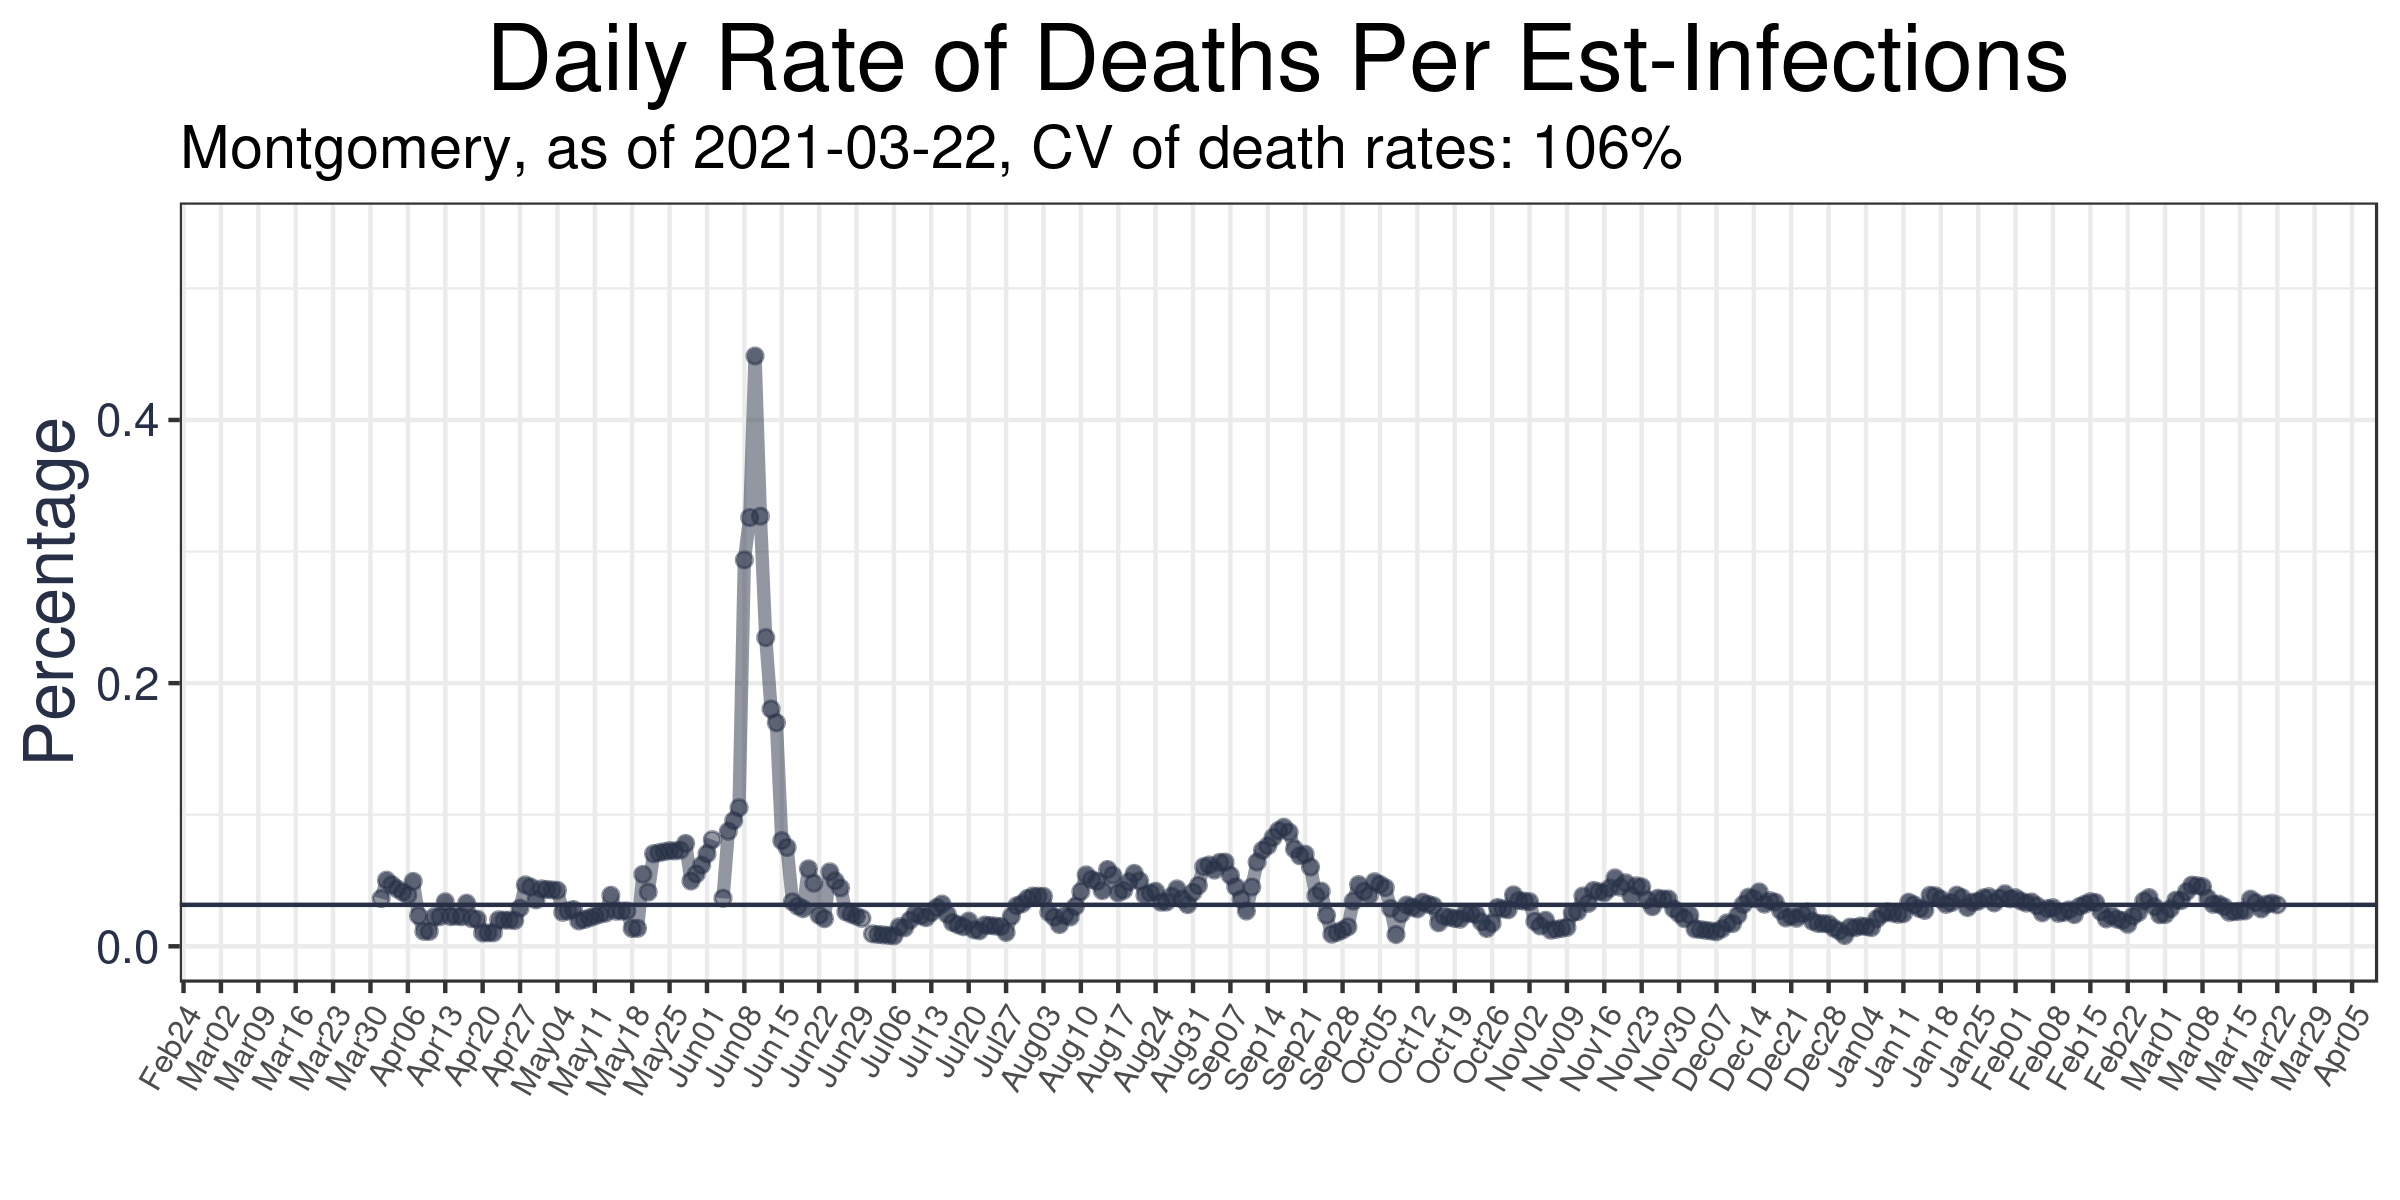 Daily Rate of Deaths Per Est-Infections
Montgomery, as of 2021-03-22, CV of death rates: 106%
Percentage
0.4
0.2
0.0
Feb24
Mar02
Mar09
Mar16
Mar23
Mar30
Apr06
Apr13
Apr20
Apr27
May04
May11
May18
May25
Jun01
Jun08
Jun15
Jun22
Jun29
Jul06
Jul13
Jul20
Jul27
Aug03
Aug10
Aug17
Aug24
Aug31
Sep07
Sep14
Sep21
Sep28
Oct05
Oct12
Oct19
Oct26
Nov02
Nov09
Nov16
Nov23
Nov30
Dec07
Dec14
Dec21
Dec28
Jan04
Jan11
Jan18
Jan25
Feb01
Feb08
Feb15
Feb22
Mar01
Mar08
Mar15
Mar22
Mar29
Apr05